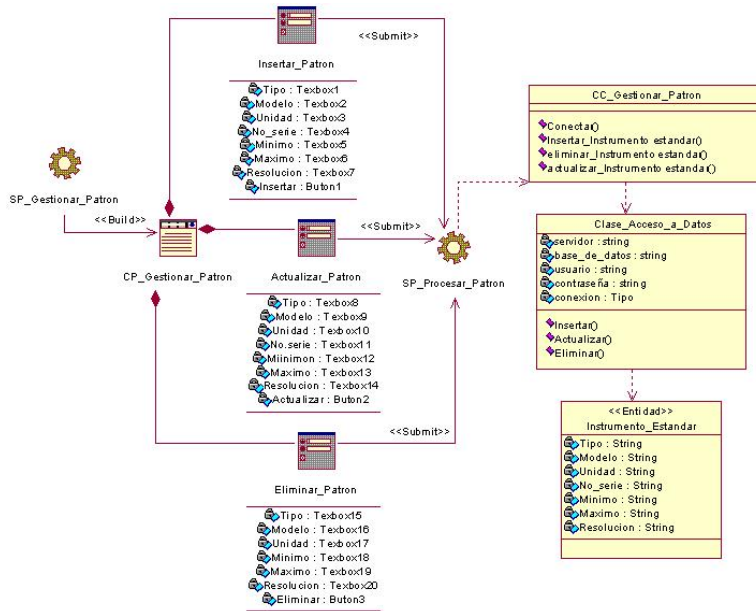 <<Submit>>
Insertar_Patron
Tipo : Texbox1
Modelo : Texbox2
Unidad : Texbox3
No_serie : Texbox4
Minimo : Texbox5
Maximo : Texbox6
Resolucion : Texbox7
Insertar : Buton1
SP_Gestionar_Patron
<<Build>>
CP_Gestionar_Patron
<<Submit>>
Actualizar_Patron
Tipo : Texbox8
Modelo : Texbox9
Unidad : Texbox10
No.serie : Texbox11
Miinimon : Texbox12
Maximo : Texbox13
Resolucion : Texbox14
Actualizar : Buton2
SP_Procesar_Patron
<<Submit>>
Eliminar_Patron
Tipo : Texbox15
Modelo : Texbox16
Unidad : Texbox17
Minimo : Texbox18
Maximo : Texbox19
Resolucion : Texbox20
Eliminar : Buton3
CC_Gestionar_Patron
Conectar()
Insertar_Instrumento estandar()
eliminar_Instrumento estandar()
actualizar_Instrumento estandar()
Clase_Acceso_a_Datos
servidor : string
base_de_datos : string
usuario : string
contraseña : string
conexion : Tipo
Insertar()
Actualizar()
Eliminar()
<<Entidad>>
Instrumento_Estandar
Tipo : String
Modelo : String
Unidad : String
No_serie : String
Minimo : String
Maximo : String
Resolucion : String